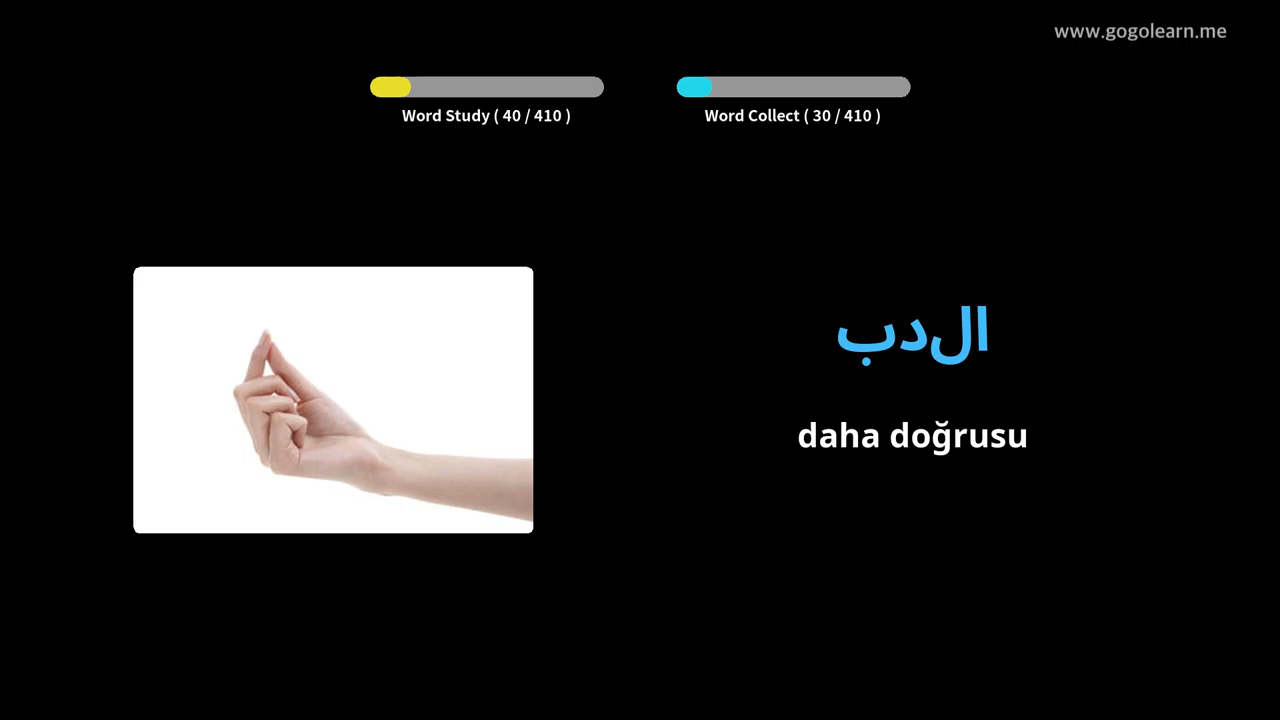 www.gogolearn.me
Word Study ( 40 / 410 )
Word Collect ( 30 / 410 )
الدب
daha doğrusu